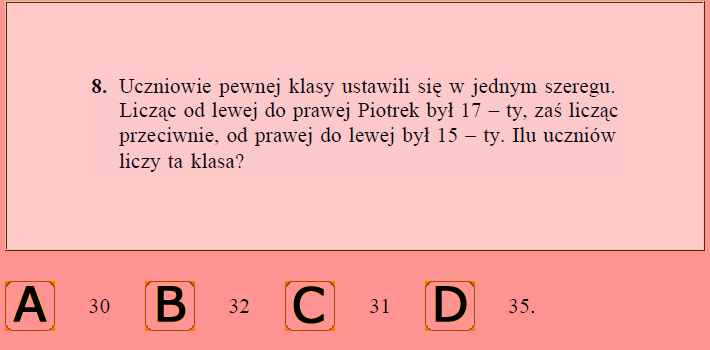 8. Uczniowie pewnej klasy ustawili się w jednym szeregu.
Licząc od lewej do prawej Piotrek był 17 – ty, zaś licząc
przeciwnie, od prawej do lewej był 15 – ty. Ilu uczniów
liczy ta klasa?
A 30 B 32 C 31 D 35.